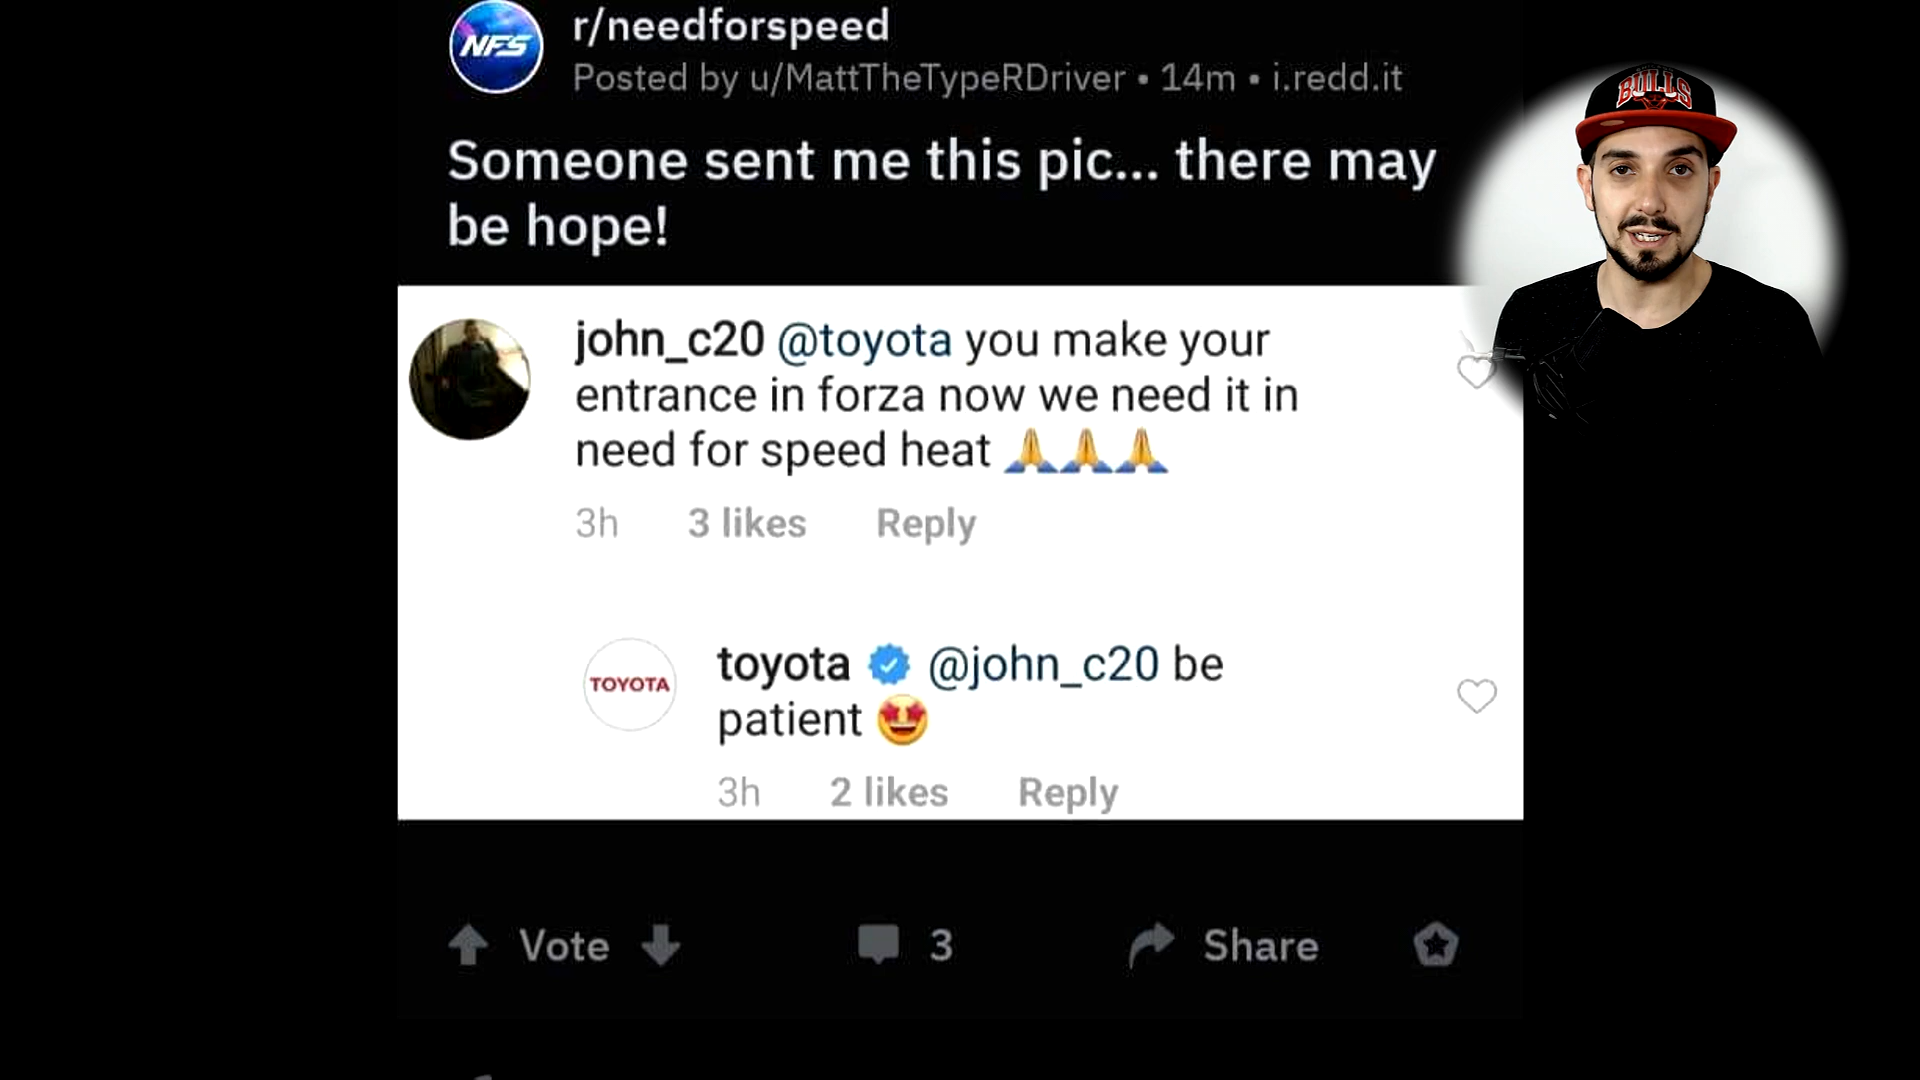 NFS
r/needforspeed
Posted by u/MattTheTypeRDriver • 14m • i.redd.it
Someone sent me this pic... there may
be hope!
BULLS
john_c20 @toyota you make your
entrance in forza now we need it in
need for speed heat 🙏🙏🙏
3h 3 likes Reply
TOYOTA
toyota @john_c20 be
patient 🤩
3h 2 likes Reply
Vote 3 Share